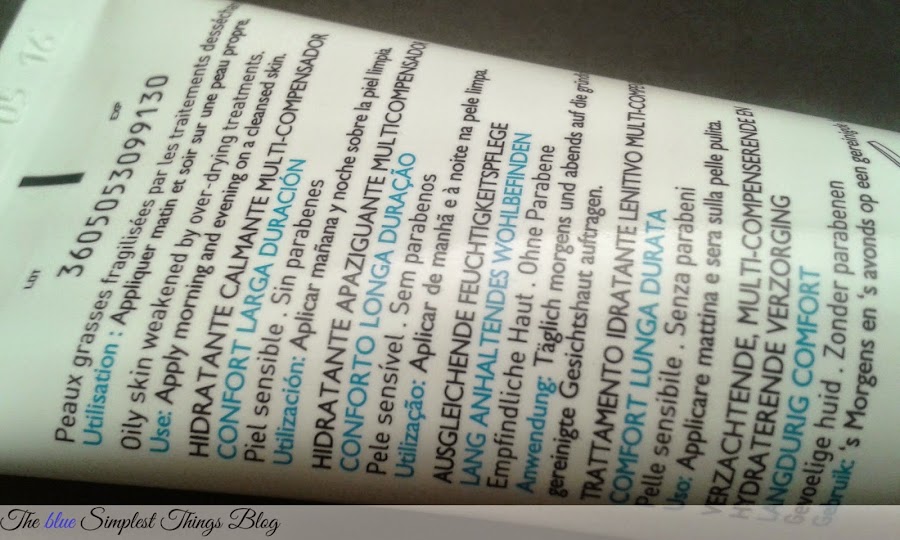 05 16
LOT
EXP
3605053099130
Peaux grasses fragilisées par les traitements
Utilisation : Appliquer matin et soir sur une peau propre.
Oily skin weakened by over-drying treatments.
Use: Apply morning and evening on a cleansed skin.
HIDRATANTE CALMANTE MULTI-COMPENSADOR
CONFORT LARGA DURACIÓN
Piel sensible . Sin parabenes
Utilización: Aplicar mañana y noche sobre la piel limpia
HIDRATANTE APAZIGUANTE MULTICOMPENSADOR
CONFORTO LONGA DURAÇÃO
Pele sensível . Sem parabenos
Utilização: Aplicar de manhã e à noite na pele limpa.
AUSGLEICHENDE FEUCHTIGKEITSPFLEGE
LANG ANHALTENDES WOHLBEFINDEN
Empfindliche Haut . Ohne Parabene
Anwendung: Täglich morgens und abends auf die
gereinigte Gesichtshaut auftragen.
TRATTAMENTO IDRATANTE LENITIVO
COMFORT LUNGA DURATA
Pelle sensibile . Senza parabeni
Uso: Applicare mattina e sera sulla pelle pulita.
VERZACHTENDE, MULTI-COMPENSERENDE EN
HYDRATERENDE VERZORGING
LANGDURIG COMFORT
Gevoelige huid . Zonder parabenen
Gebruik: 's Morgens en 's avonds op een
The blue Simplest Things Blog